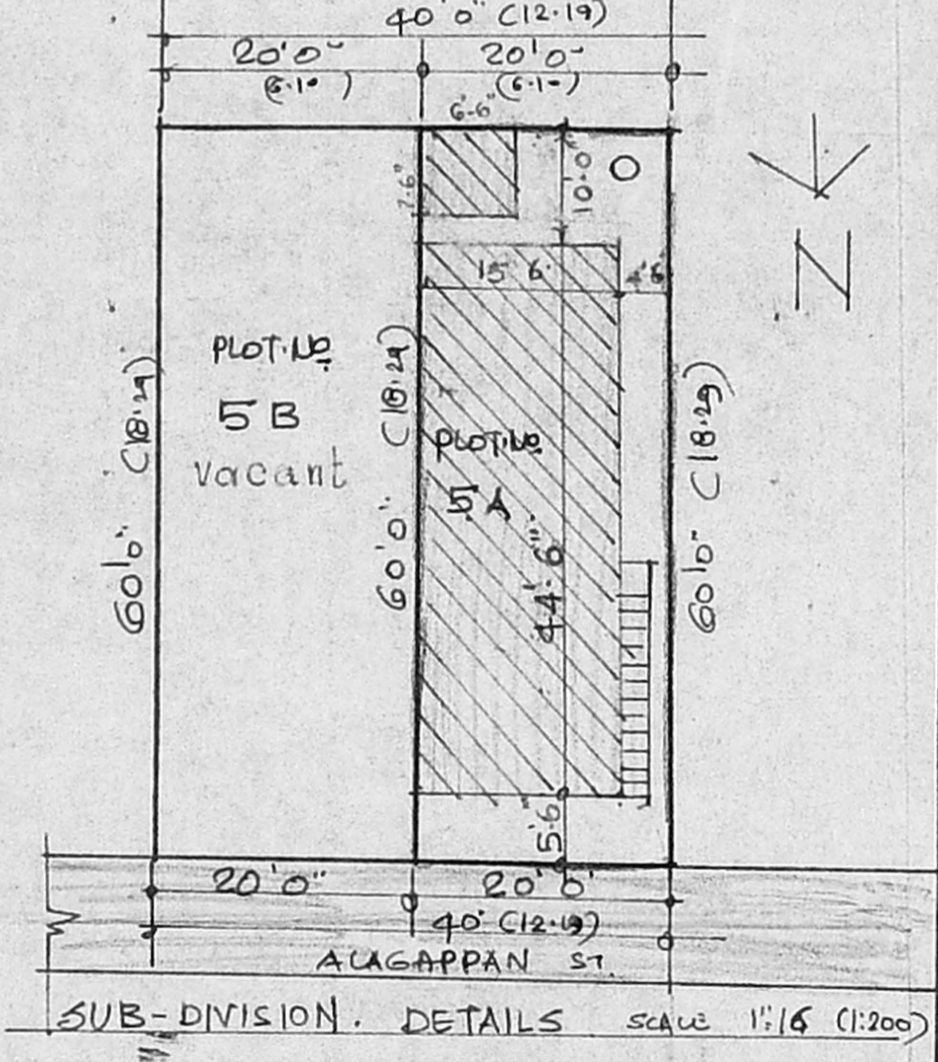 40' 0" (12.19)
20'0" 20'0"
(6.10) (6.10)
6'-6"
7'-6"
10'-0"
N
15' 6" 4'6"
PLOT.NO
5B
vacant
PLOT.NO.
5A
60'0" (18.29)
60'0" (18.29)
60'0" (18.29)
44'. 6"
5'.6"
20'0" 20'0"
40' (12.19)
ALAGAPPAN ST.
SUB-DIVISION. DETAILS SCALE 1":16 (1:200)